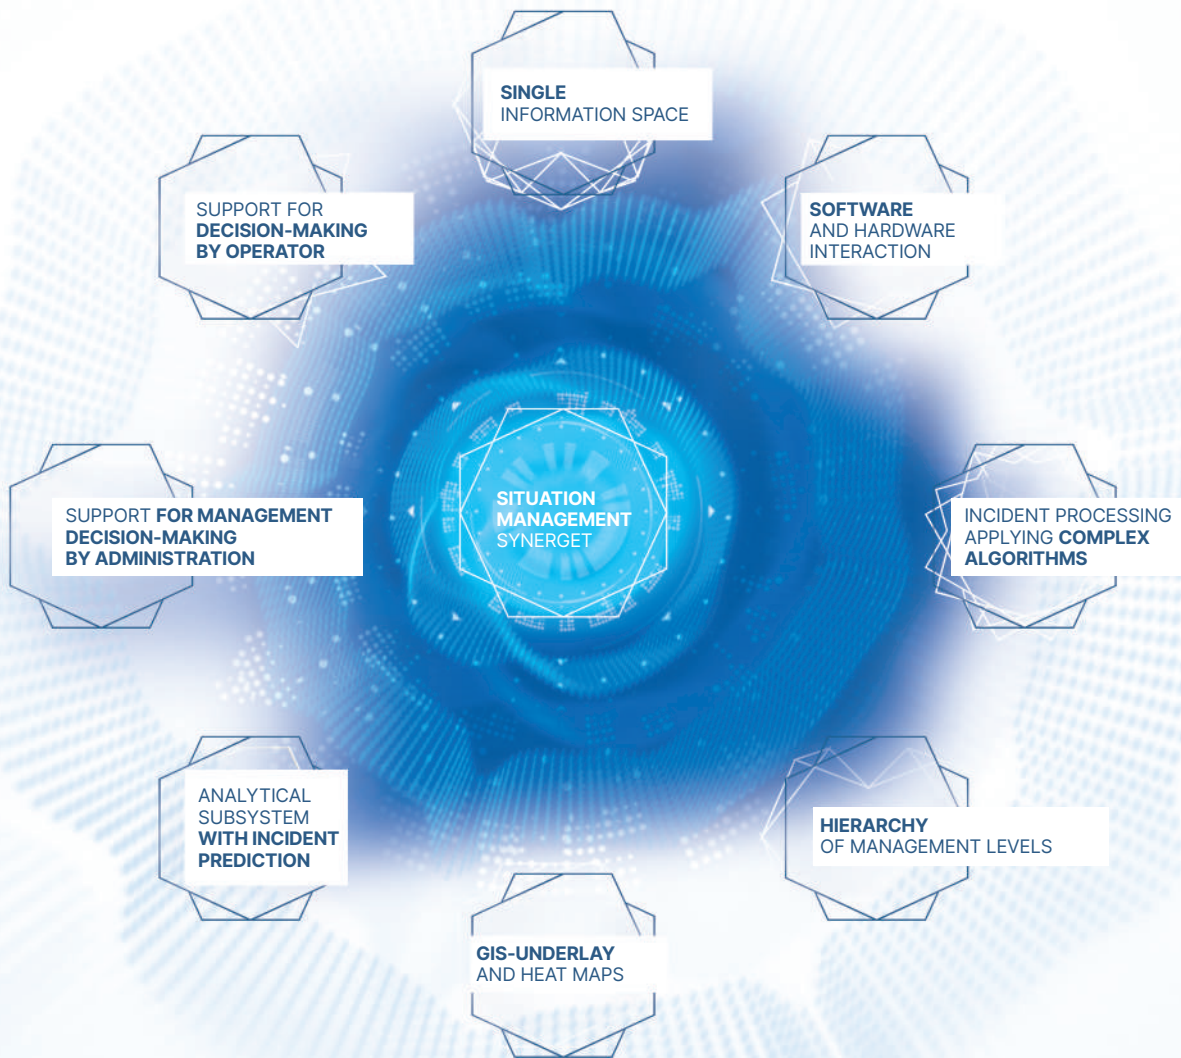 SINGLE
INFORMATION SPACE
SUPPORT FOR
DECISION-MAKING
BY OPERATOR
SOFTWARE
AND HARDWARE
INTERACTION
SUPPORT FOR MANAGEMENT
DECISION-MAKING
BY ADMINISTRATION
SITUATION
MANAGEMENT
SYNERGET
INCIDENT PROCESSING
APPLYING COMPLEX
ALGORITHMS
ANALYTICAL
SUBSYSTEM
WITH INCIDENT
PREDICTION
HIERARCHY
OF MANAGEMENT LEVELS
GIS-UNDERLAY
AND HEAT MAPS